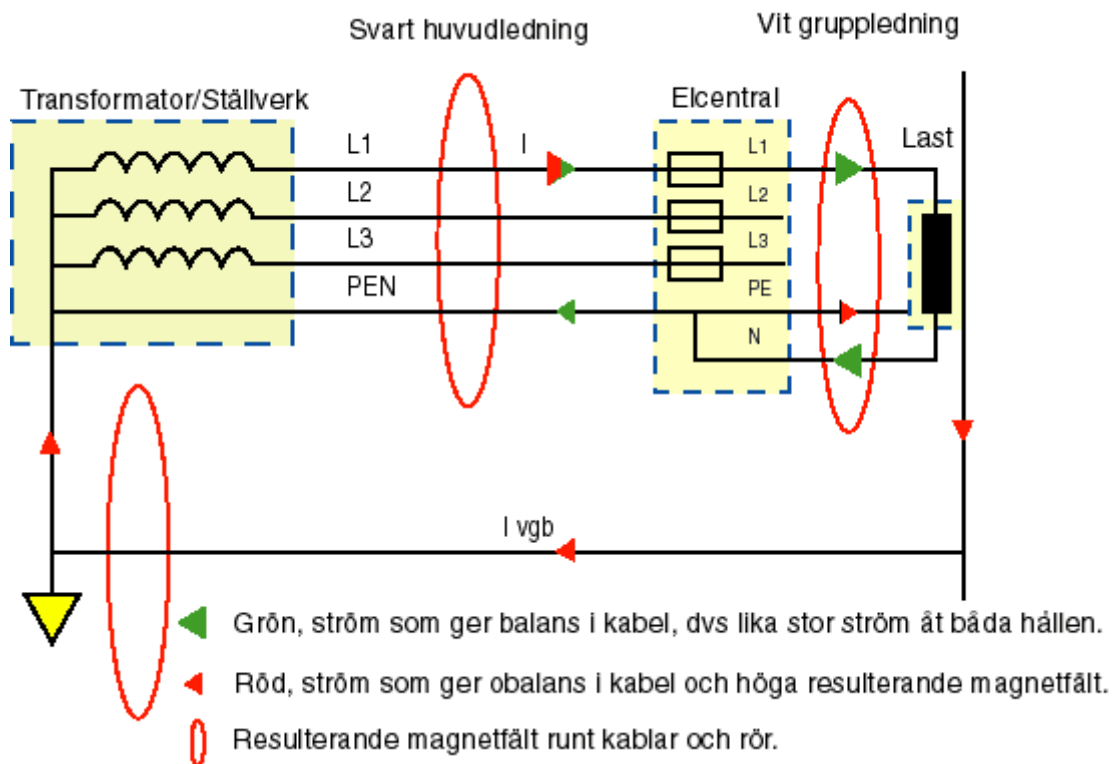 Svart huvudledning
Vit gruppledning
Transformator/Ställverk
Elcentral
Last
L1
I
L1
L2
L2
L3
L3
PEN
PE
N
I vgb
Grön, ström som ger balans i kabel, dvs lika stor ström åt båda hållen.
Röd, ström som ger obalans i kabel och höga resulterande magnetfält.
Resulterande magnetfält runt kablar och rör.